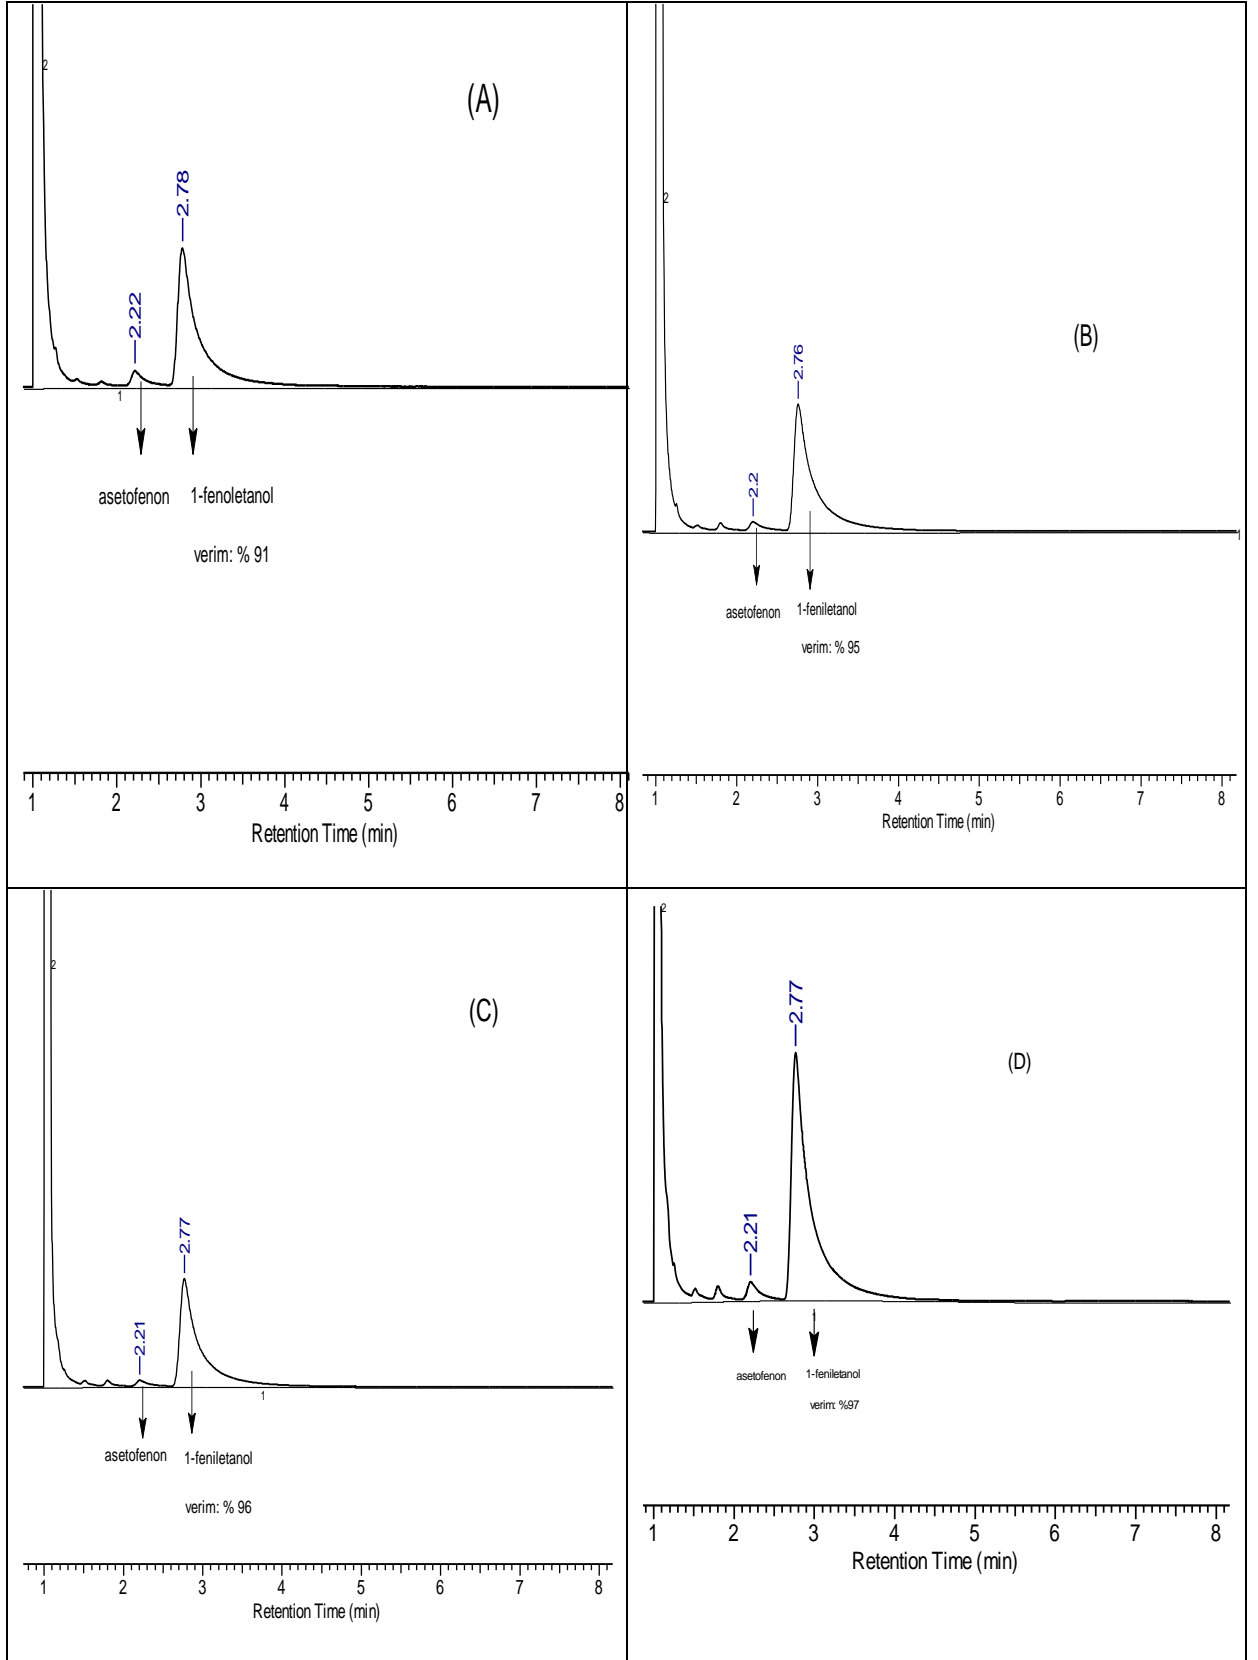 2
(A)
2.78
2.22
1
asetofenon 1-fenoletanol
verim: % 91
1 2 3 4 5 6 7 8
Retention Time (min)
2
(B)
2.76
2.2
1
asetofenon 1-feniletanol
verim: % 95
1 2 3 4 5 6 7 8
Retention Time (min)
2
(C)
2.77
2.21
1
asetofenon 1-feniletanol
verim: % 96
1 2 3 4 5 6 7 8
Retention Time (min)
2
2.77
(D)
2.21
1
asetofenon 1-feniletanol
verim: %97
1 2 3 4 5 6 7 8
Retention Time (min)